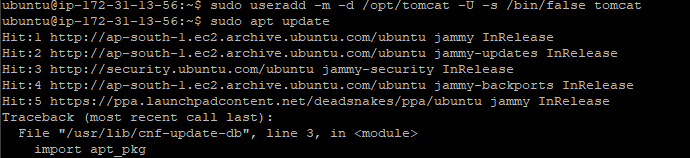 ubuntu@ip-172-31-13-56:~$ sudo useradd -m -d /opt/tomcat -U -s /bin/false tomcat
ubuntu@ip-172-31-13-56:~$ sudo apt update
Hit:1 http://ap-south-1.ec2.archive.ubuntu.com/ubuntu jammy InRelease
Hit:2 http://ap-south-1.ec2.archive.ubuntu.com/ubuntu jammy-updates InRelease
Hit:3 http://security.ubuntu.com/ubuntu jammy-security InRelease
Hit:4 http://ap-south-1.ec2.archive.ubuntu.com/ubuntu jammy-backports InRelease
Hit:5 https://ppa.launchpadcontent.net/deadsnakes/ppa/ubuntu jammy InRelease
Traceback (most recent call last):
  File "/usr/lib/cnf-update-db", line 3, in <module>
    import apt_pkg